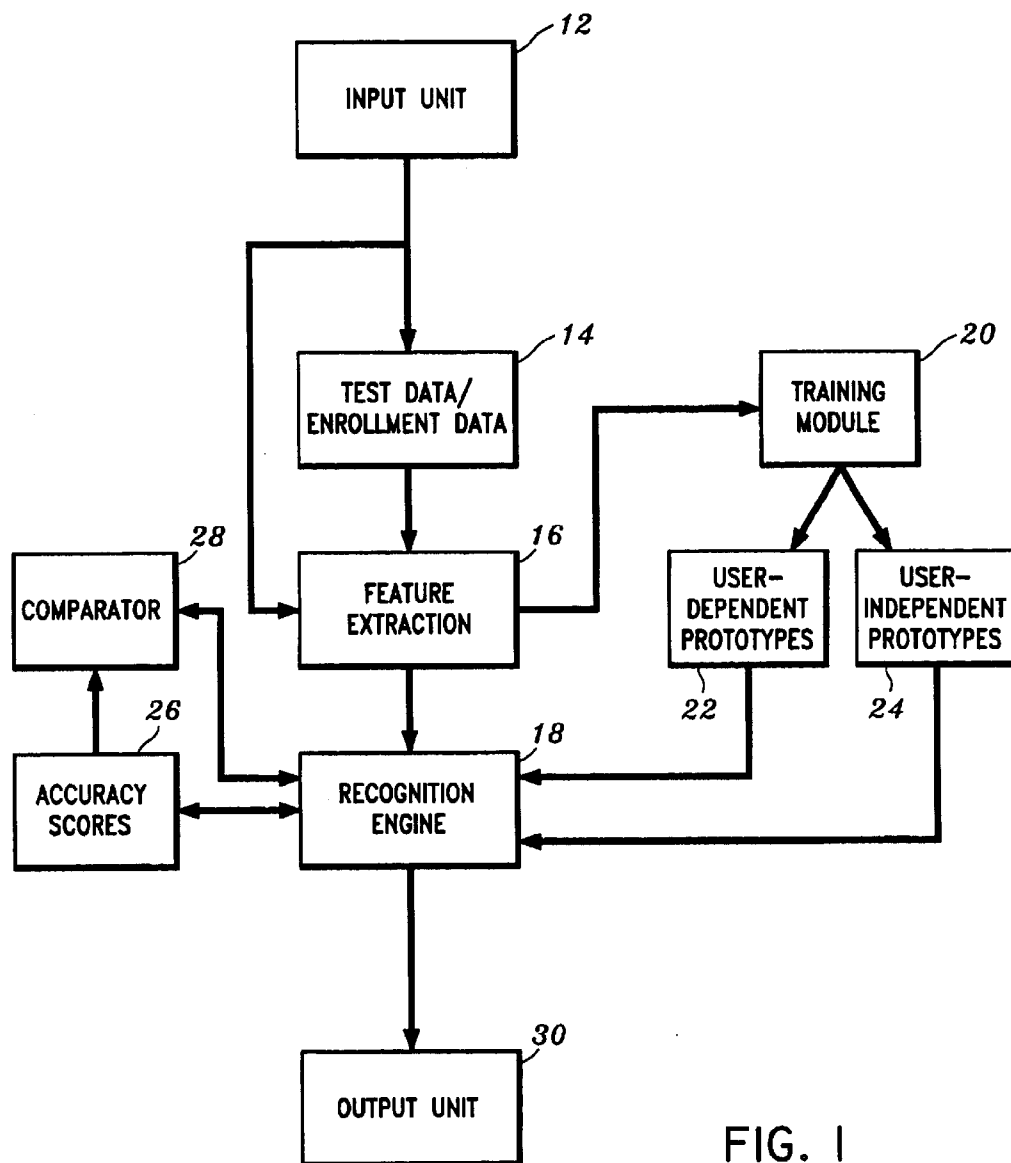 12
INPUT UNIT
14
TEST DATA/
ENROLLMENT DATA
20
TRAINING
MODULE
28
COMPARATOR
16
FEATURE
EXTRACTION
USER-
DEPENDENT
PROTOTYPES
22
USER-
INDEPENDENT
PROTOTYPES
24
26
ACCURACY
SCORES
18
RECOGNITION
ENGINE
30
OUTPUT UNIT
FIG. 1